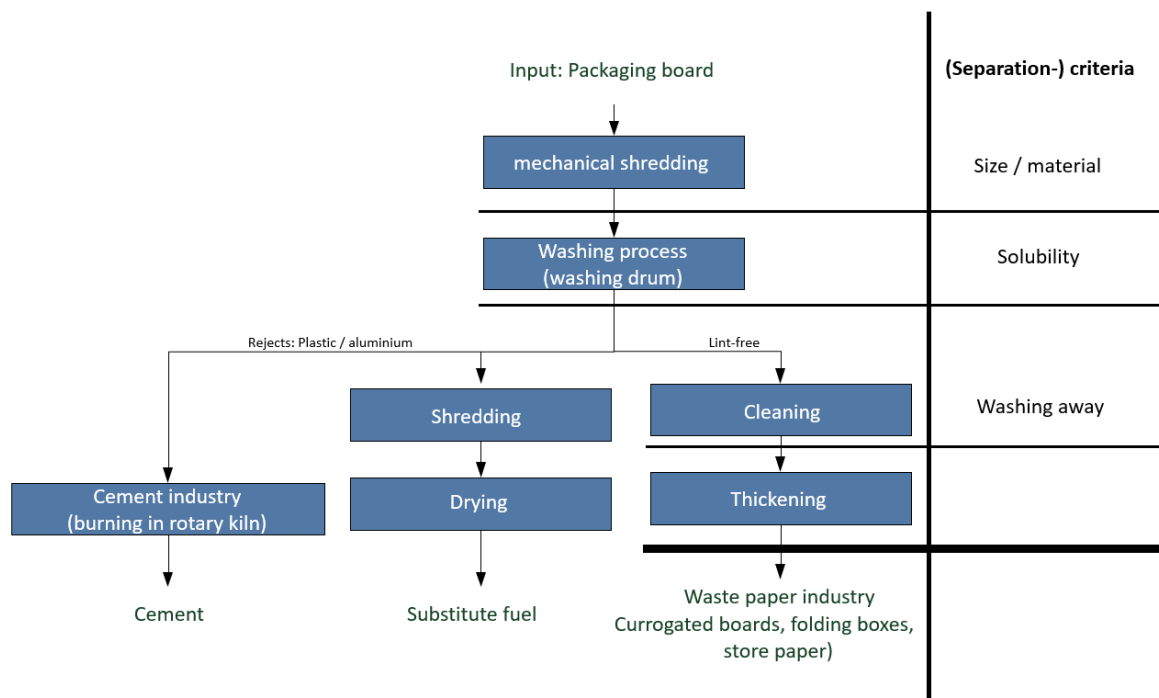 Input: Packaging board
(Separation-) criteria
mechanical shredding
Size / material
Washing process
(washing drum)
Solubility
Rejects: Plastic / aluminium
Lint-free
Shredding
Cleaning
Washing away
Cement industry
(burning in rotary kiln)
Drying
Thickening
Cement
Substitute fuel
Waste paper industry
Currogated boards, folding boxes,
store paper)